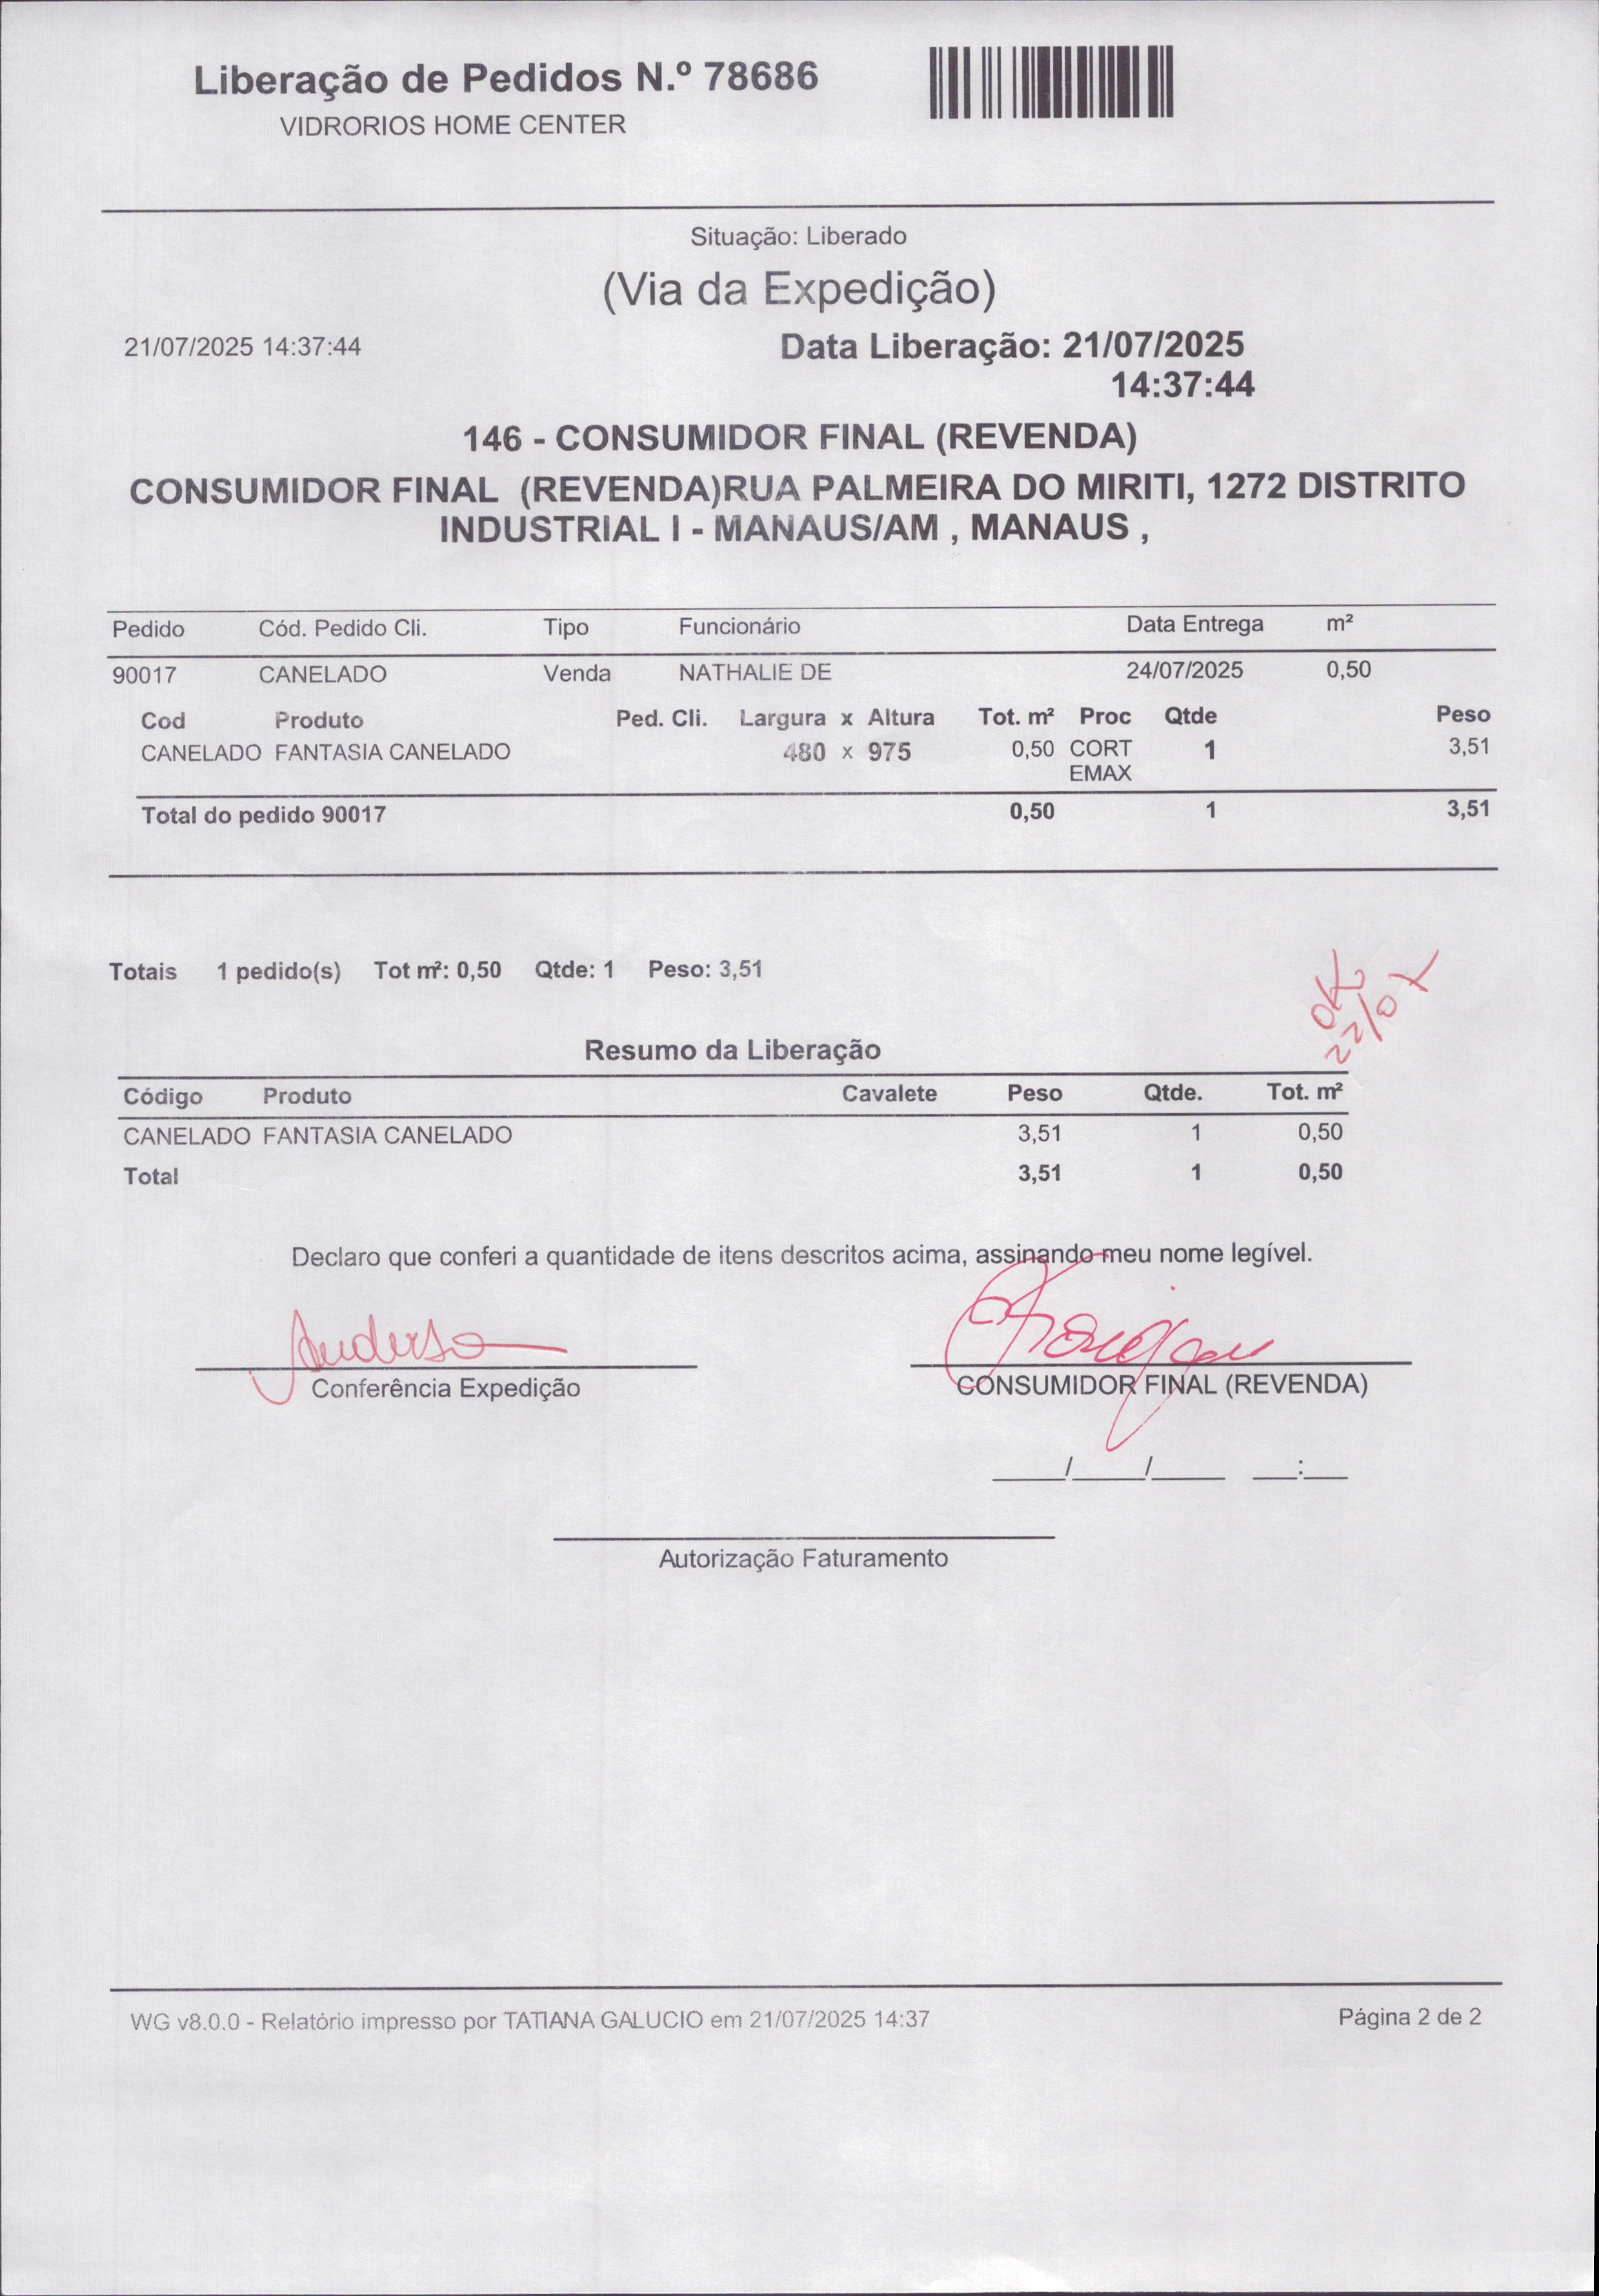 Liberação de Pedidos N.º 78686
VIDRORIOS HOME CENTER
Situação: Liberado
(Via da Expedição)
21/07/2025 14:37:44
Data Liberação: 21/07/2025
14:37:44
146 - CONSUMIDOR FINAL (REVENDA)
CONSUMIDOR FINAL (REVENDA)RUA PALMEIRA DO MIRITI, 1272 DISTRITO
INDUSTRIAL I - MANAUS/AM , MANAUS ,
Pedido Cód. Pedido Cli. Tipo Funcionário Data Entrega m²
90017 CANELADO Venda NATHALIE DE 24/07/2025 0,50
Cod Produto Ped. Cli. Largura x Altura Tot. m² Proc Qtde Peso
CANELADO FANTASIA CANELADO 480 x 975 0,50 CORT 1 3,51
EMAX
Total do pedido 90017 0,50 1 3,51
Totais 1 pedido(s) Tot m²: 0,50 Qtde: 1 Peso: 3,51
OK
22/07
Resumo da Liberação
Código Produto Cavalete Peso Qtde. Tot. m²
CANELADO FANTASIA CANELADO 3,51 1 0,50
Total 3,51 1 0,50
Declaro que conferi a quantidade de itens descritos acima, assinando meu nome legível.
Anderso
Conferência Expedição
CONSUMIDOR FINAL (REVENDA)
____/____/____ __:__
Autorização Faturamento
WG v8.0.0 - Relatório impresso por TATIANA GALUCIO em 21/07/2025 14:37
Página 2 de 2